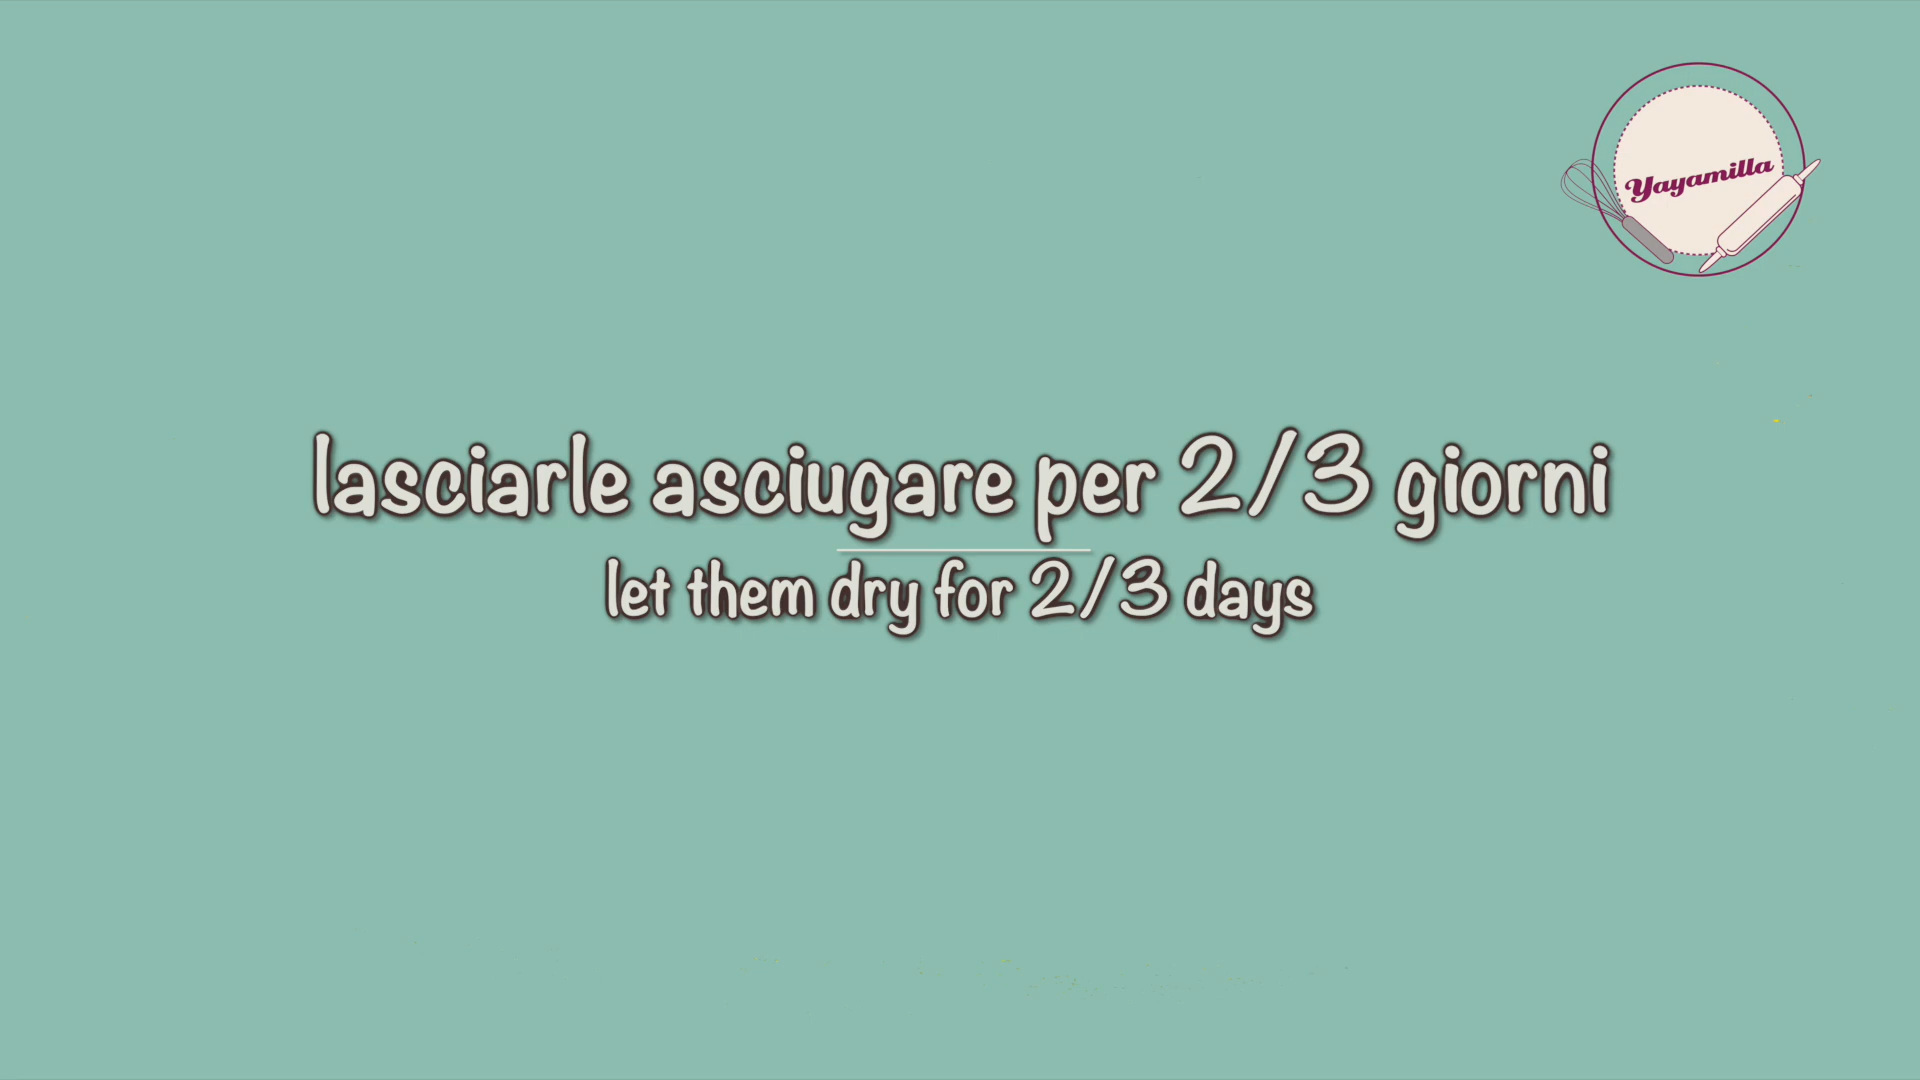 Yayamilla
lasciarle asciugare per 2/3 giorni
let them dry for 2/3 days